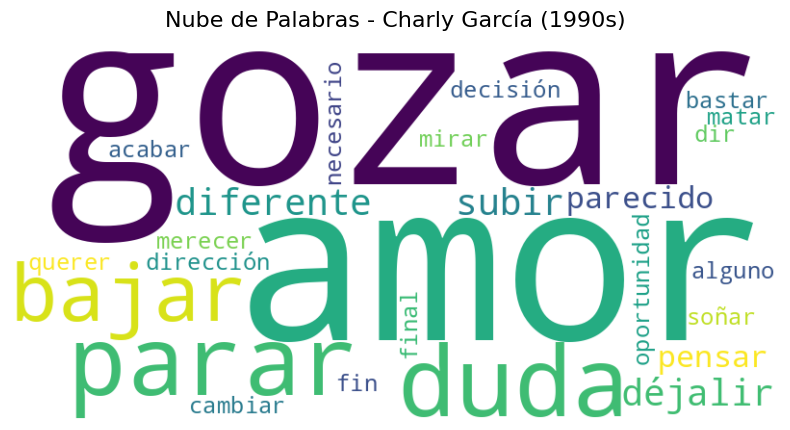 Nube de Palabras - Charly García (1990s)
gozar
necesario
decisión
bastar
matar
dir
mirar
acabar
diferente
subir
parecido
amor
merecer
querer
dirección
oportunidad
alguno
bajar
final
soñar
parar
duda
pensar
fin
déjalir
cambiar